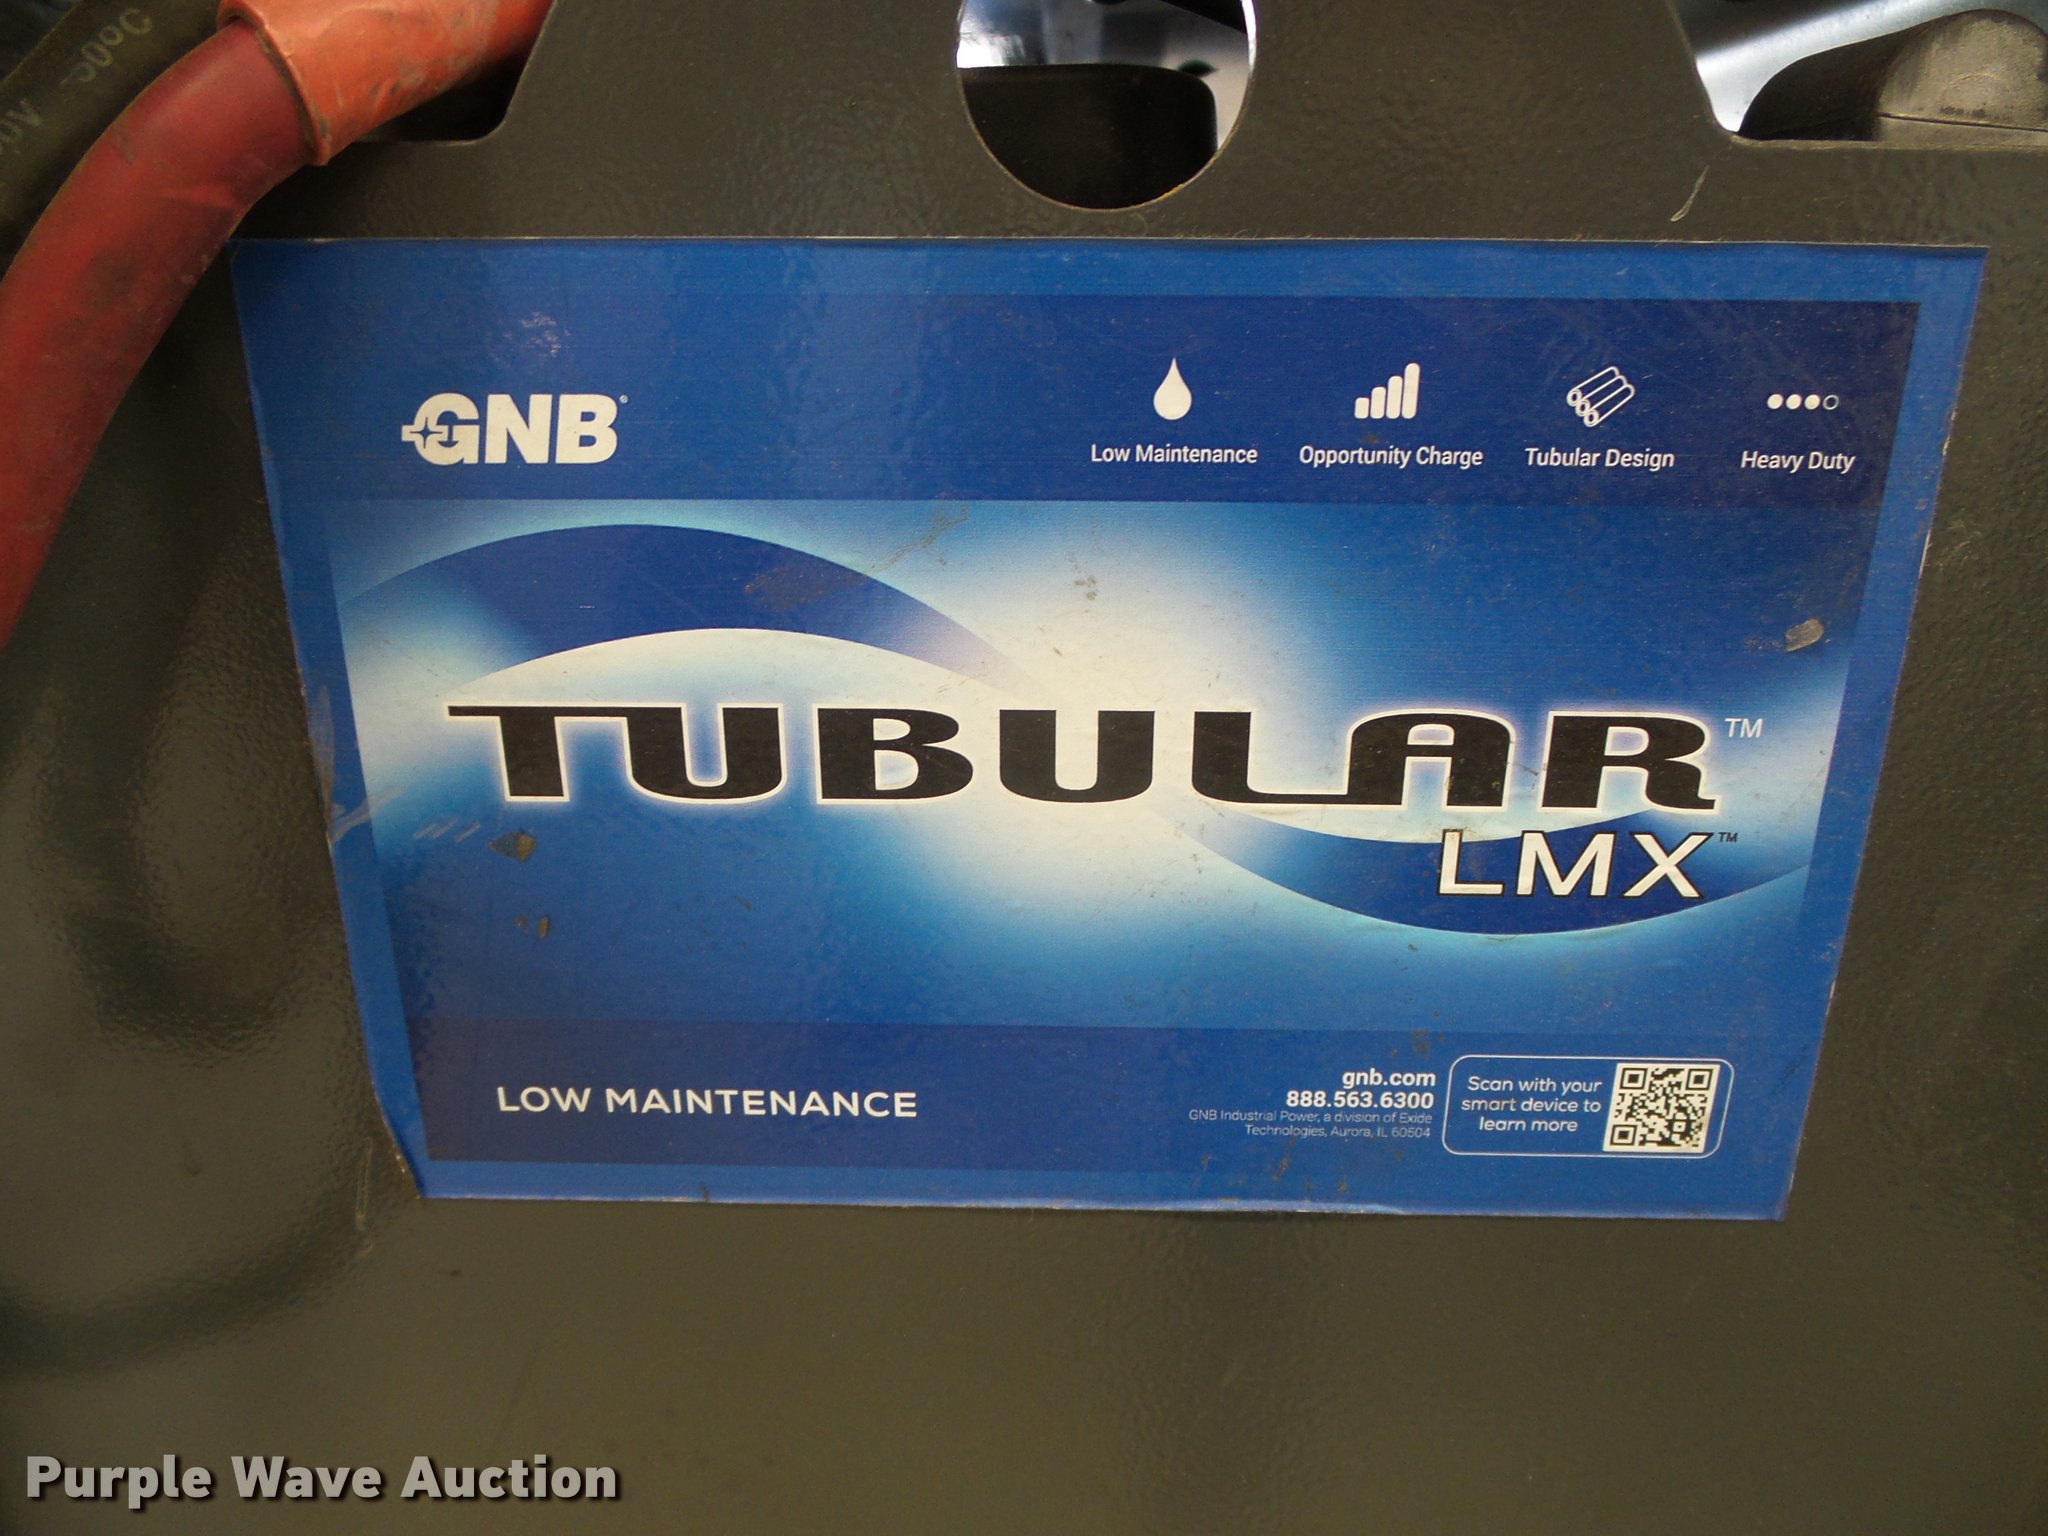 90°C
GNB®
Low Maintenance
Opportunity Charge
Tubular Design
Heavy Duty
TUBULAR™
LMX™
LOW MAINTENANCE
gnb.com
888.563.6300
GNB Industrial Power, a division of Exide
Technologies, Aurora, IL 60504
Scan with your
smart device to
learn more
Purple Wave Auction